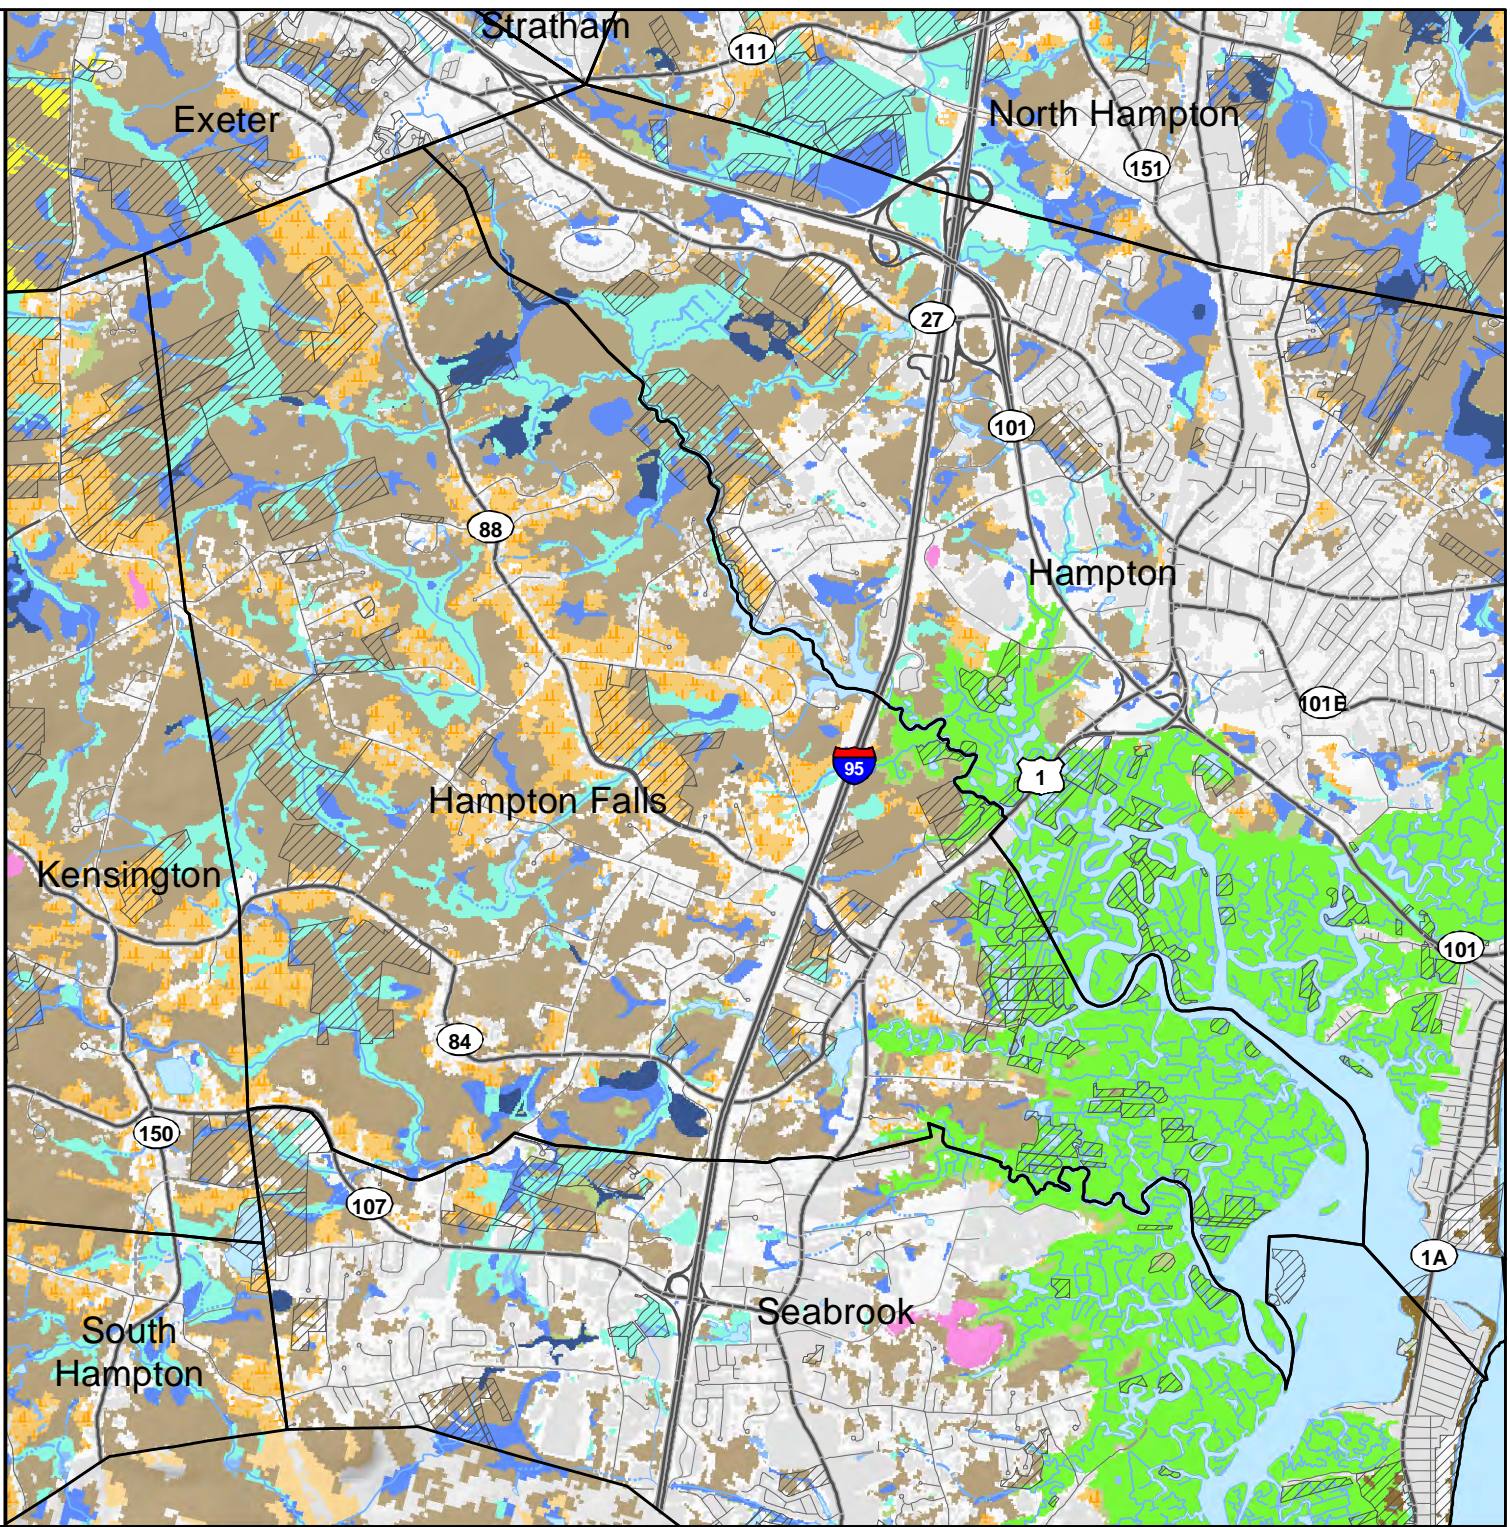 Stratham
111
Exeter
North Hampton
151
27
101
88
Hampton
101E
95
1
Hampton Falls
Kensington
101
84
150
107
1A
Seabrook
South
Hampton